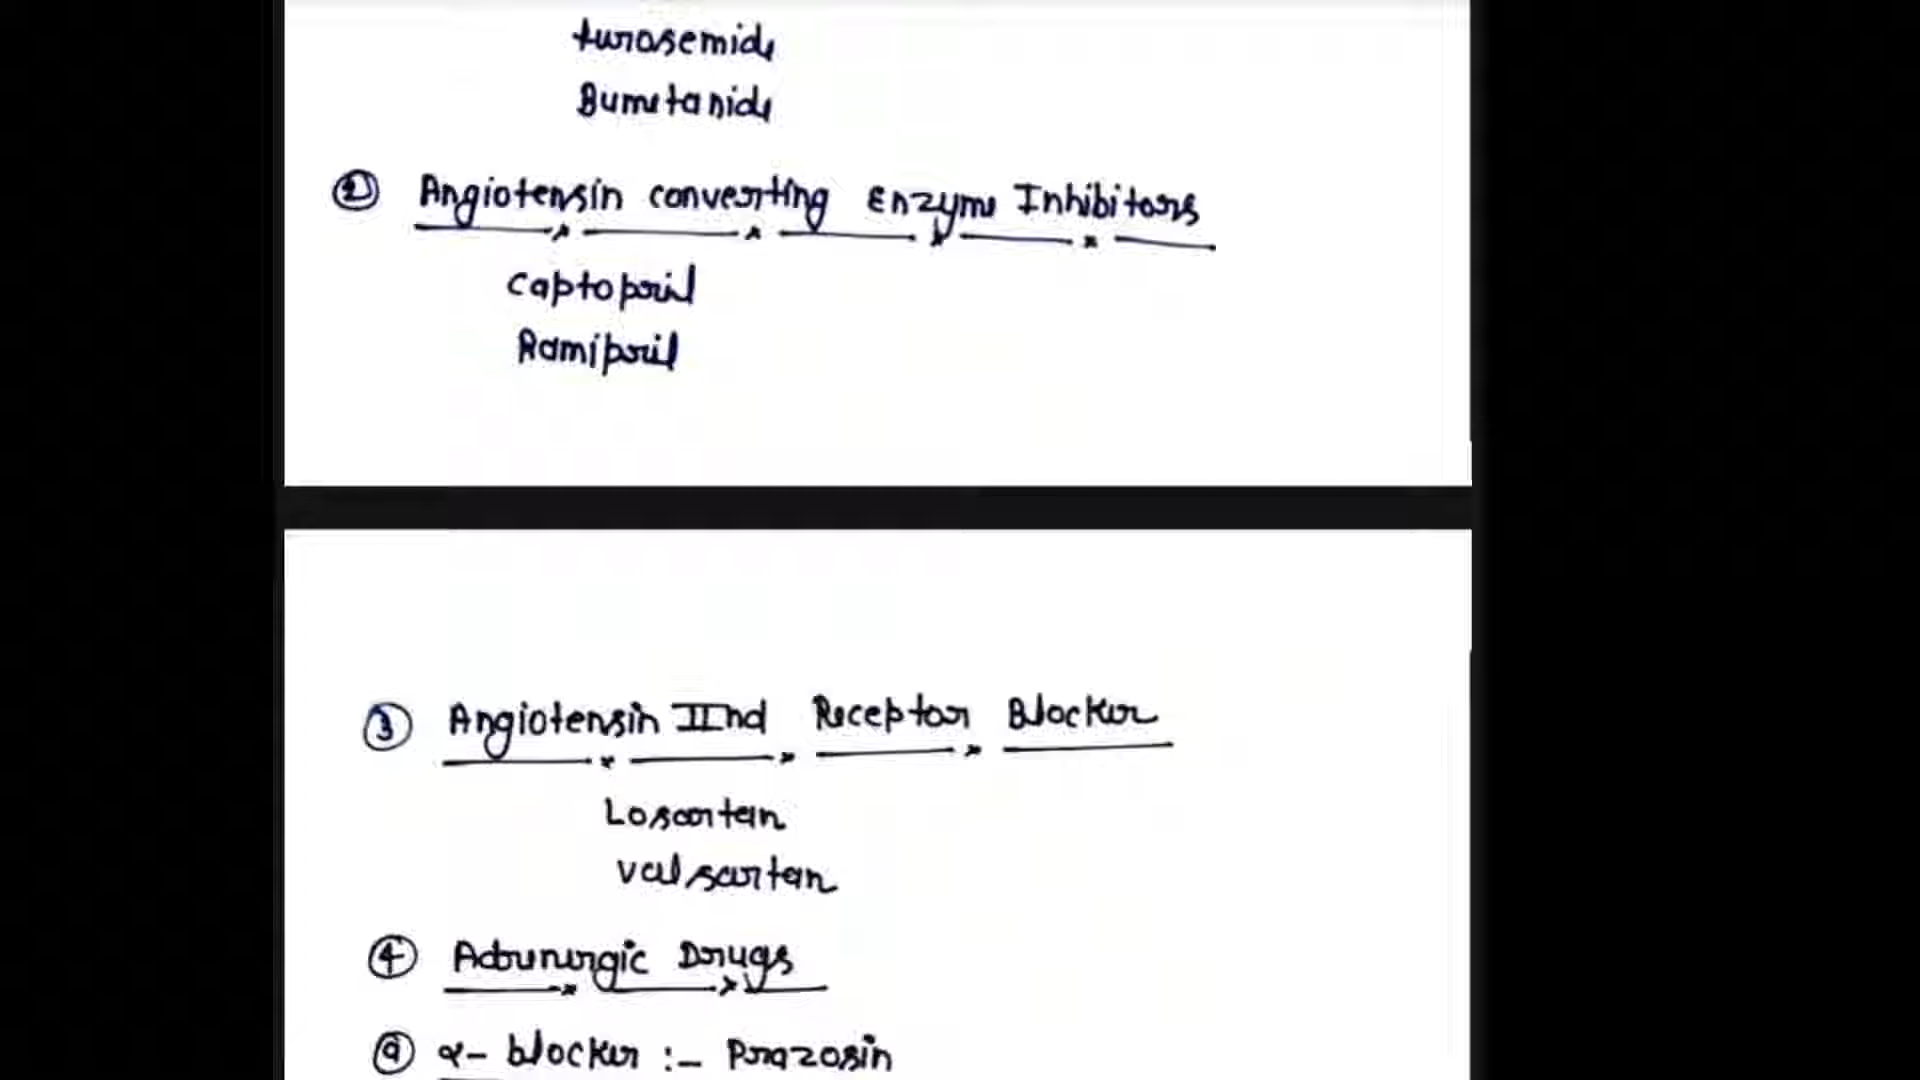 furosemide
Bumetanide
② Angiotensin converting Enzyme Inhibitors
Captopril
Ramipril
③ Angiotensin IInd Receptor Blocker
Losartan
valsartan
④ Adrenergic Drugs
ⓐ α- blocker :- Prazosin